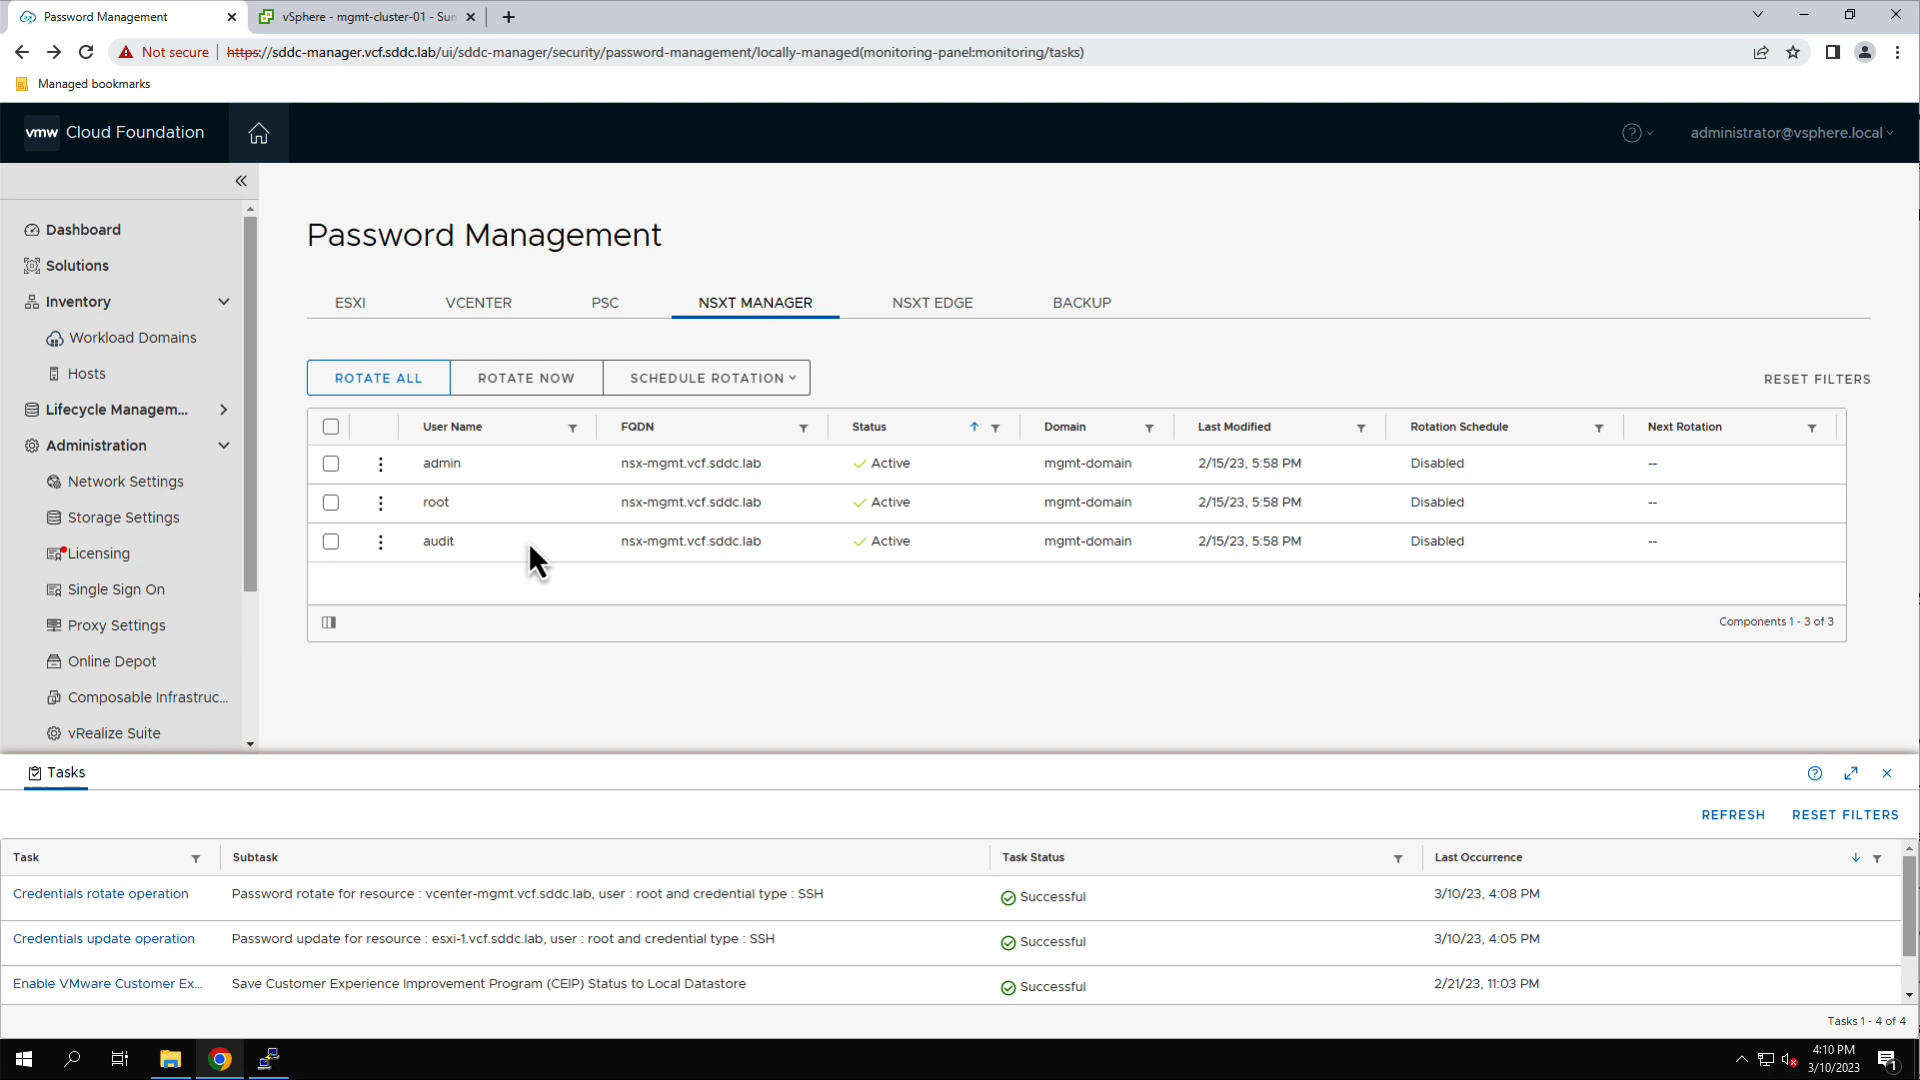 Password Management
vSphere - mgmt-cluster-01 - Sum
Not secure
https://sddc-manager.vcf.sddc.lab/ui/sddc-manager/security/password-management/locally-managed(monitoring-panel:monitoring/tasks)
Managed bookmarks
vmw Cloud Foundation
administrator@vsphere.local
Dashboard
Solutions
Inventory
Workload Domains
Hosts
Lifecycle Managem...
Administration
Network Settings
Storage Settings
Licensing
Single Sign On
Proxy Settings
Online Depot
Composable Infrastruc...
vRealize Suite
Password Management
ESXI VCENTER PSC NSXT MANAGER NSXT EDGE BACKUP
ROTATE ALL ROTATE NOW SCHEDULE ROTATION RESET FILTERS
User Name FQDN Status Domain Last Modified Rotation Schedule Next Rotation
admin nsx-mgmt.vcf.sddc.lab Active mgmt-domain 2/15/23, 5:58 PM Disabled --
root nsx-mgmt.vcf.sddc.lab Active mgmt-domain 2/15/23, 5:58 PM Disabled --
audit nsx-mgmt.vcf.sddc.lab Active mgmt-domain 2/15/23, 5:58 PM Disabled --
Components 1 - 3 of 3
Tasks
REFRESH RESET FILTERS
Task Subtask Task Status Last Occurrence
Credentials rotate operation Password rotate for resource : vcenter-mgmt.vcf.sddc.lab, user : root and credential type : SSH Successful 3/10/23, 4:08 PM
Credentials update operation Password update for resource : esxi-1.vcf.sddc.lab, user : root and credential type : SSH Successful 3/10/23, 4:05 PM
Enable VMware Customer Ex... Save Customer Experience Improvement Program (CEIP) Status to Local Datastore Successful 2/21/23, 11:03 PM
Tasks 1 - 4 of 4
4:10 PM
3/10/2023
1